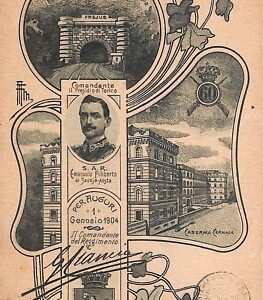 FREJUS
Comandante
Il Presidio di Torino
60
S.A.R.
Emanuele Filiberto
di Savoja-Aosta
PER AUGURI
1º
Gennaio 1904
Il Comandante
del Reggimento
CASERMA CERNAIA